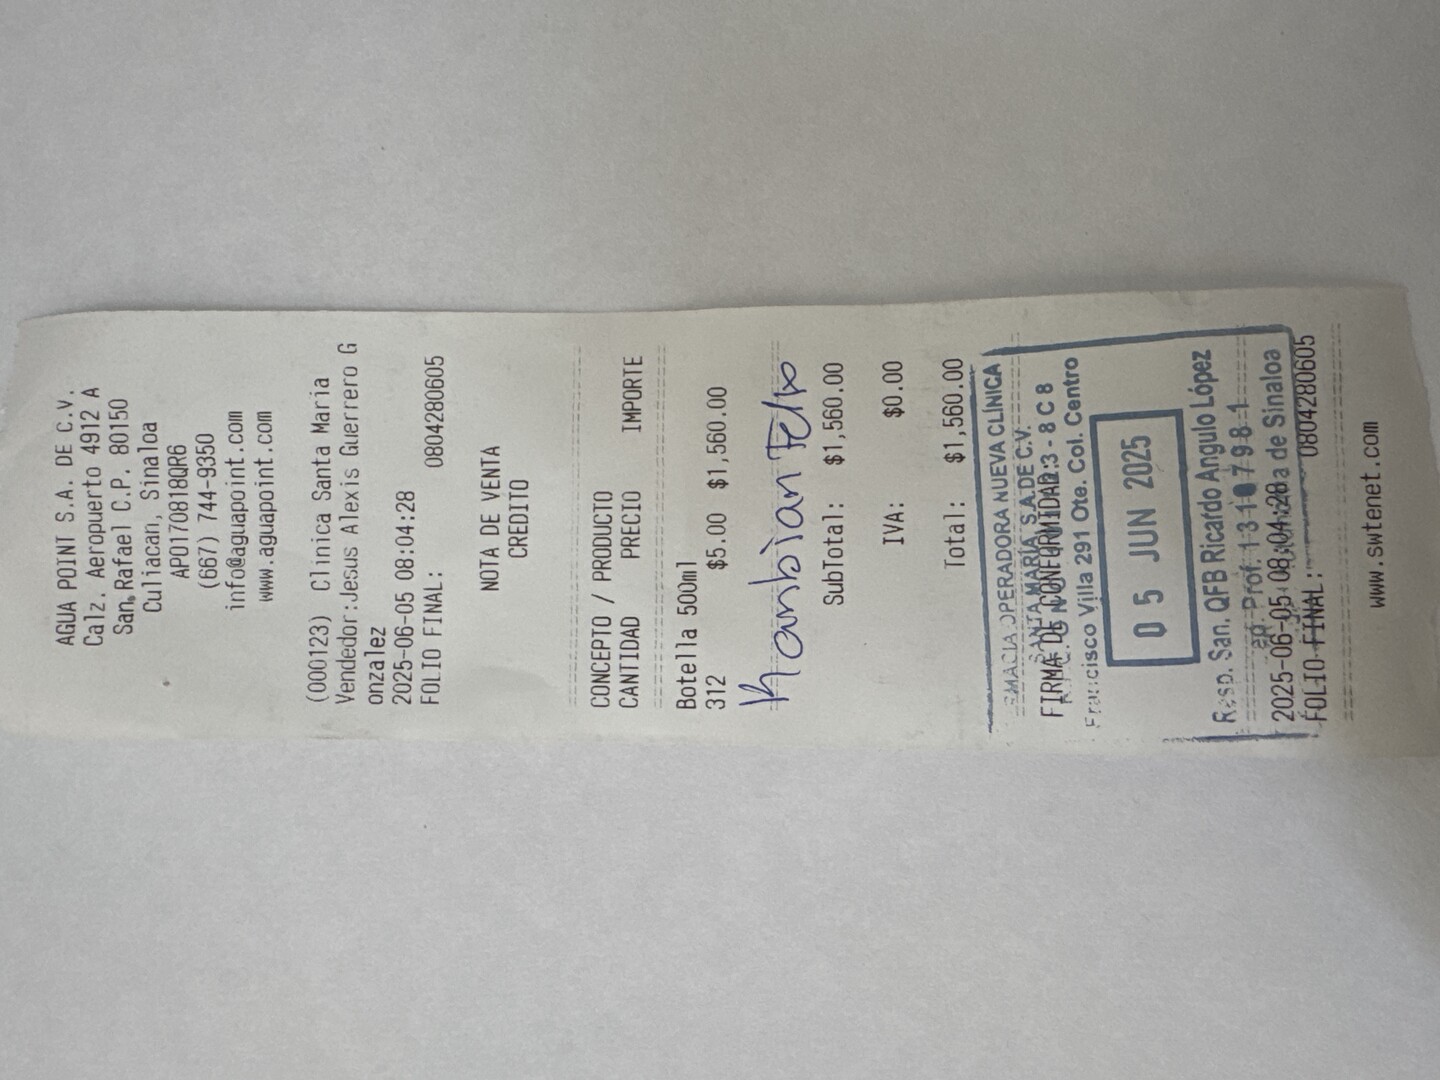 AGUA POINT S.A. DE C.V.
Calz. Aeropuerto 4912 A
San Rafael C.P. 80150
Culiacan, Sinaloa
APO170818QR6
(667) 744-9350
info@aguapoint.com
www.aguapoint.com
(000123) Clinica Santa Maria
Vendedor:Jesus Alexis Guerrero G
onzalez
2025-06-05 08:04:28
FOLIO FINAL: 0804280605
NOTA DE VENTA
CREDITO
CONCEPTO / PRODUCTO
CANTIDAD PRECIO IMPORTE
Botella 500ml
312 $5.00 $1,560.00
SubTotal: $1,560.00
IVA: $0.00
Total: $1,560.00
OPERADORA NUEVA CLÍNICA
SANTA MARÍA S.A. DE C.V.
FIRMA DE CONFORMIDAD
Francisco Villa 291 Ote. Col. Centro
05 JUN 2025
Resp. San. QFB Ricardo Angulo López
2025-06-05 08:04:28
de Sinaloa
FOLIO FINAL: 0804280605
www.swtenet.com